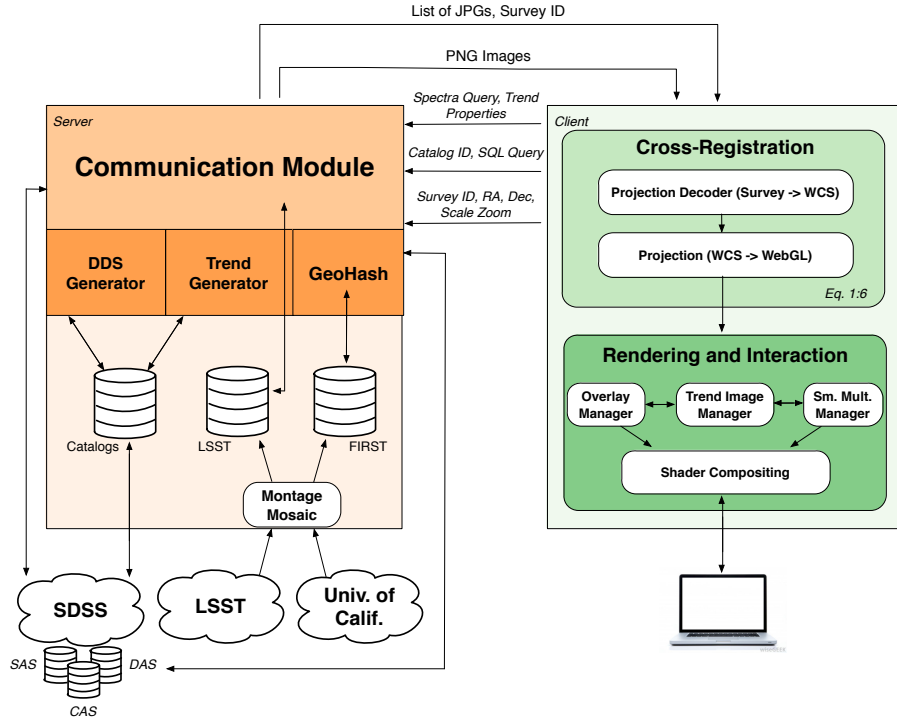 List of JPGs, Survey ID
PNG Images
Server
Communication Module
Spectra Query, Trend
Properties
Catalog ID, SQL Query
Survey ID, RA, Dec,
Scale Zoom
DDS
Generator
Trend
Generator
GeoHash
Catalogs
LSST
FIRST
Montage
Mosaic
SDSS
LSST
Univ. of
Calif.
SAS
DAS
CAS
Client
Cross-Registration
Projection Decoder (Survey -> WCS)
Projection (WCS -> WebGL)
Eq. 1:6
Rendering and Interaction
Overlay
Manager
Trend Image
Manager
Sm. Mult.
Manager
Shader Compositing